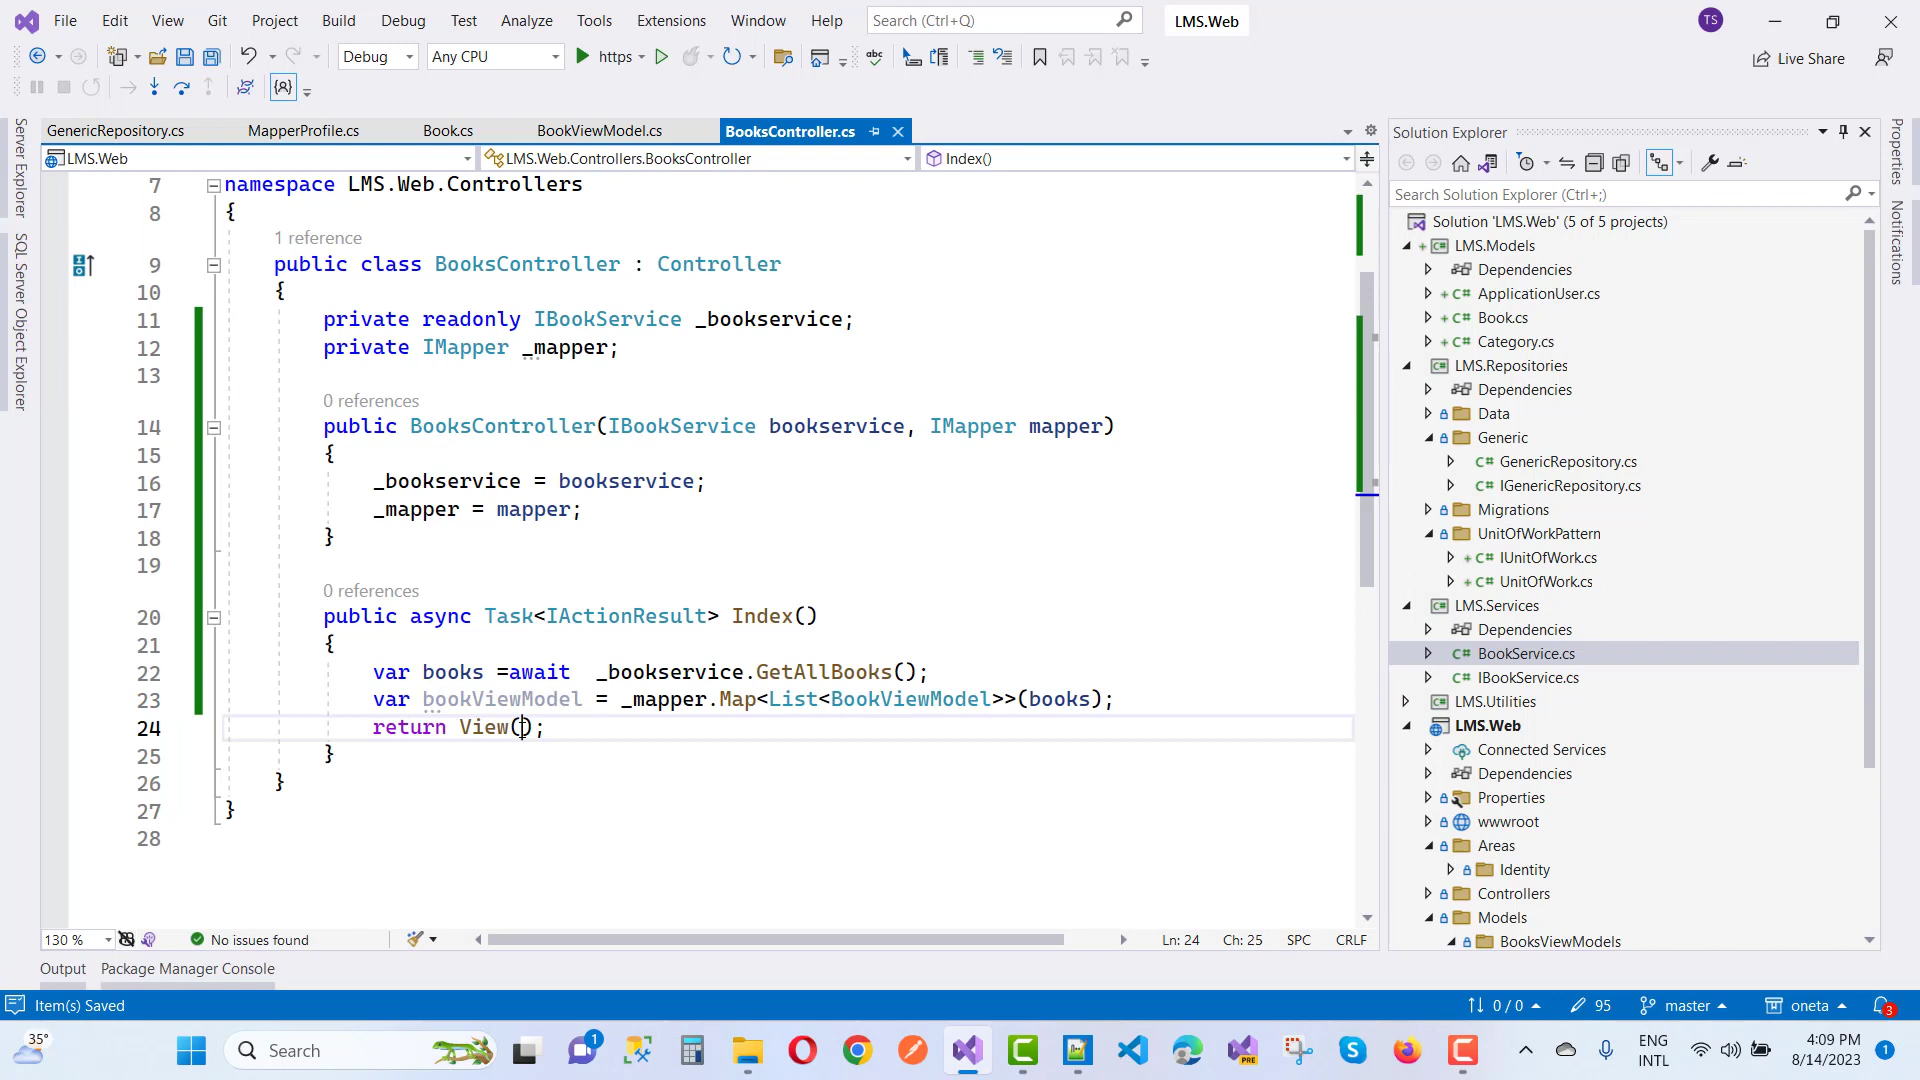 File Edit View Git Project Build Debug Test Analyze Tools Extensions Window Help Search (Ctrl+Q) LMS.Web TS
Debug Any CPU https Live Share
GenericRepository.cs MapperProfile.cs Book.cs BookViewModel.cs BooksController.cs
LMS.Web LMS.Web.Controllers.BooksController Index()
7 namespace LMS.Web.Controllers
8 {
1 reference
9 public class BooksController : Controller
10 {
11 private readonly IBookService _bookservice;
12 private IMapper _mapper;
13
0 references
14 public BooksController(IBookService bookservice, IMapper mapper)
15 {
16 _bookservice = bookservice;
17 _mapper = mapper;
18 }
19
0 references
20 public async Task<IActionResult> Index()
21 {
22 var books =await  _bookservice.GetAllBooks();
23 var bookViewModel = _mapper.Map<List<BookViewModel>>(books);
24 return View();
25 }
26 }
27 }
28
130 % No issues found Ln: 24 Ch: 25 SPC CRLF
Output Package Manager Console
Server Explorer
SQL Server Object Explorer
Solution Explorer
Search Solution Explorer (Ctrl+;)
Solution 'LMS.Web' (5 of 5 projects)
LMS.Models
Dependencies
ApplicationUser.cs
Book.cs
Category.cs
LMS.Repositories
Dependencies
Data
Generic
GenericRepository.cs
IGenericRepository.cs
Migrations
UnitOfWorkPattern
IUnitOfWork.cs
UnitOfWork.cs
LMS.Services
Dependencies
BookService.cs
IBookService.cs
LMS.Utilities
LMS.Web
Connected Services
Dependencies
Properties
wwwroot
Areas
Identity
Controllers
Models
BooksViewModels
Properties
Notifications
Item(s) Saved 0 / 0 95 master oneta 3
35° Search 1 PRE ENG INTL 4:09 PM 8/14/2023 1